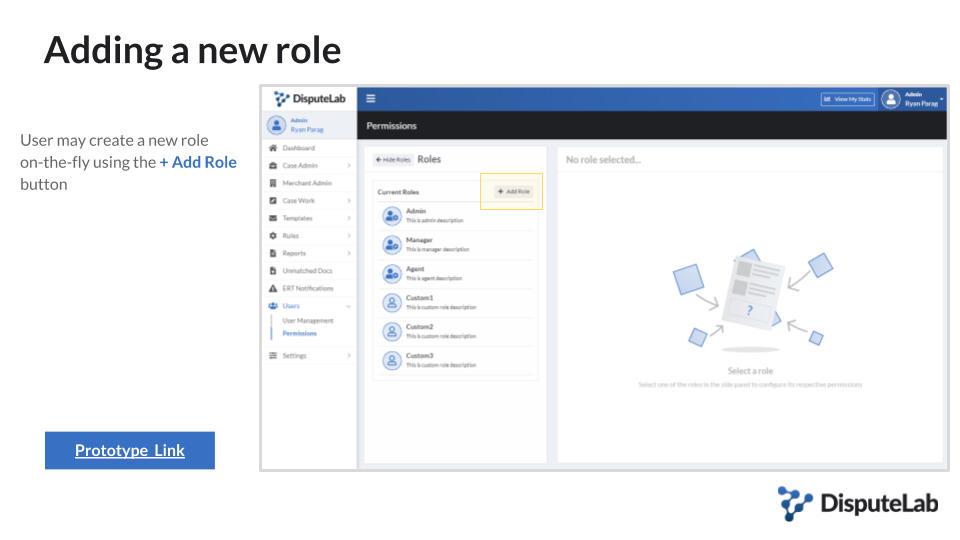 Adding a new role
User may create a new role
on-the-fly using the + Add Role
button
Prototype Link
DisputeLab
View My Stats
Admin
Ryan Parag
Admin
Ryan Parag
Permissions
Dashboard
Case Admin
Merchant Admin
Case Work
Templates
Rules
Reports
Unmatched Docs
ERT Notifications
Users
User Management
Permissions
Settings
Hide Roles
Roles
Current Roles
+ Add Role
Admin
This is admin description
Manager
This is manager description
Agent
This is agent description
Custom1
This is custom role description
Custom2
This is custom role description
Custom3
This is custom role description
No role selected...
?
Select a role
Select one of the roles in the side panel to configure its respective permissions
DisputeLab